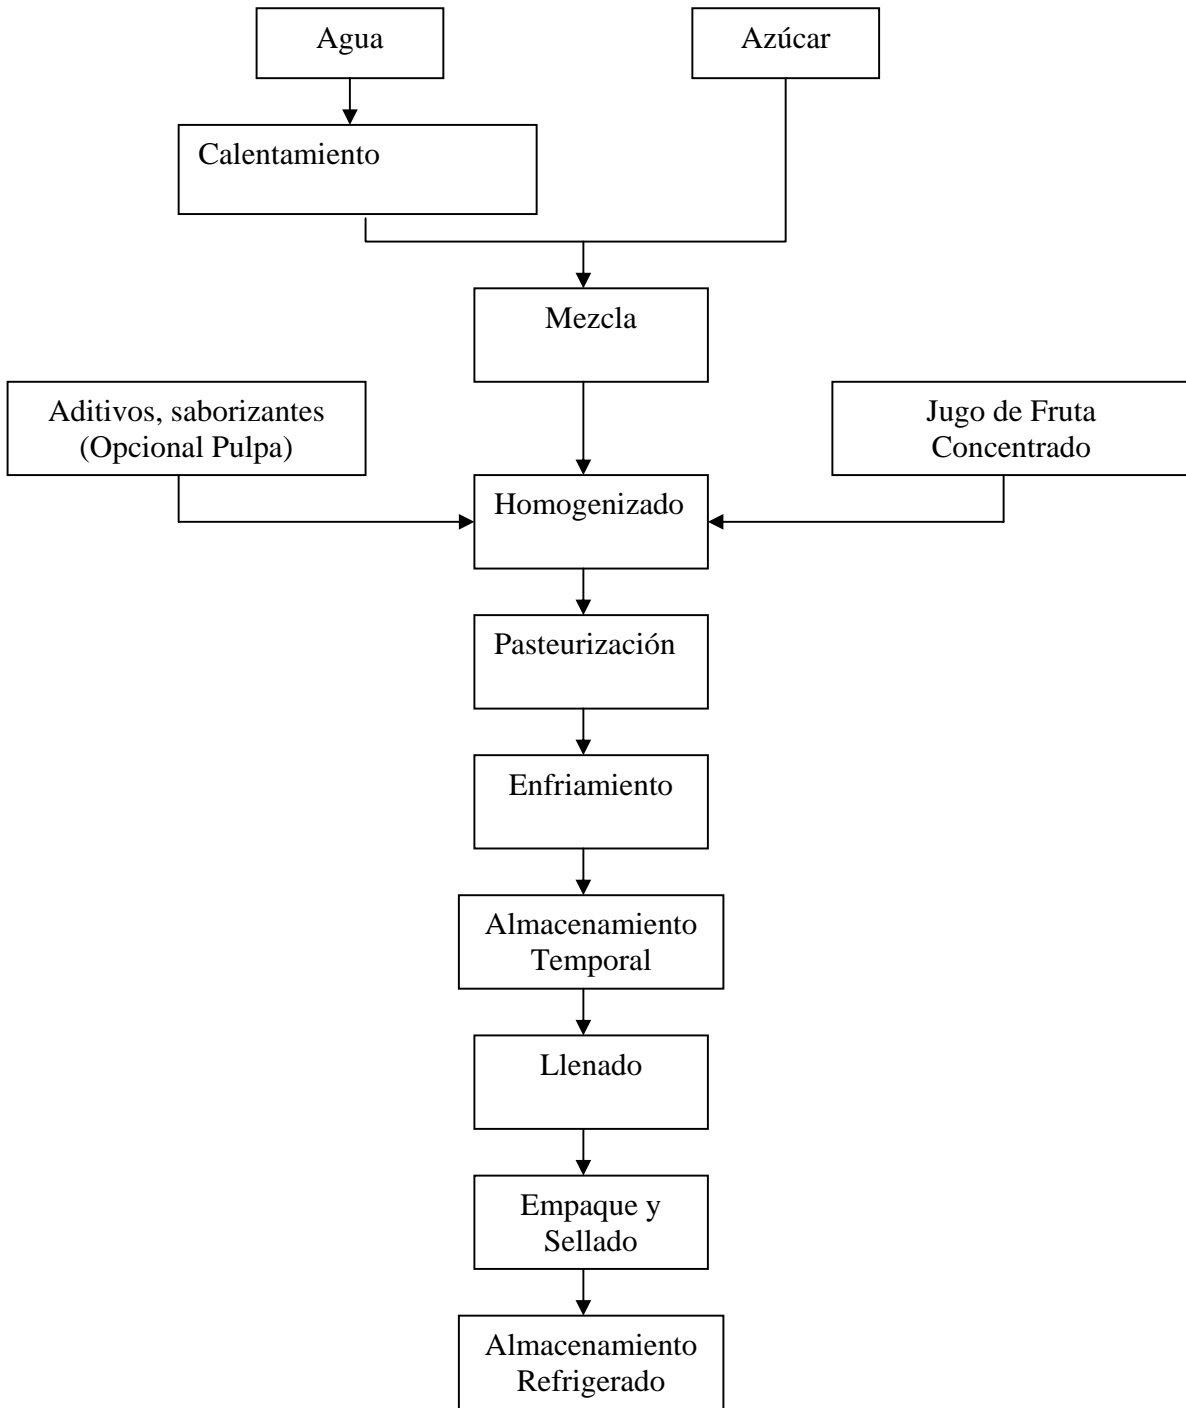 Agua
Azúcar
Calentamiento
Mezcla
Aditivos, saborizantes
(Opcional Pulpa)
Jugo de Fruta
Concentrado
Homogenizado
Pasteurización
Enfriamiento
Almacenamiento
Temporal
Llenado
Empaque y
Sellado
Almacenamiento
Refrigerado